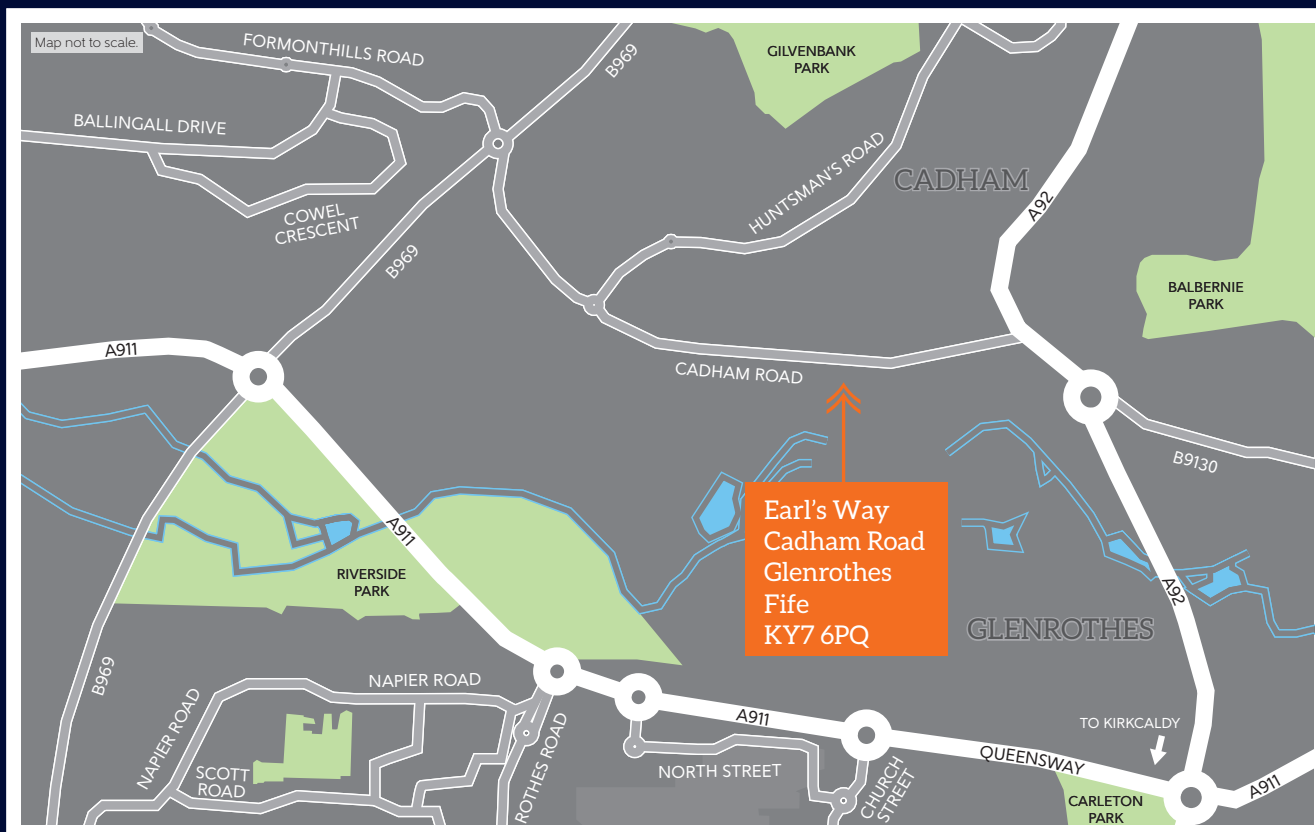 Map not to scale.
FORMONTHILLS ROAD
B969
GILVENBANK
PARK
BALLINGALL DRIVE
HUNTSMAN'S ROAD
CADHAM
A92
COWEL
CRESCENT
B969
BALBERNIE
PARK
A911
CADHAM ROAD
B9130
Earl's Way
Cadham Road
Glenrothes
Fife
KY7 6PQ
A911
RIVERSIDE
PARK
A92
GLENROTHES
B969
NAPIER ROAD
NAPIER ROAD
A911
TO KIRKCALDY
QUEENSWAY
SCOTT
ROAD
ROTHES ROAD
NORTH STREET
CHURCH
STREET
CARLETON
PARK
A911